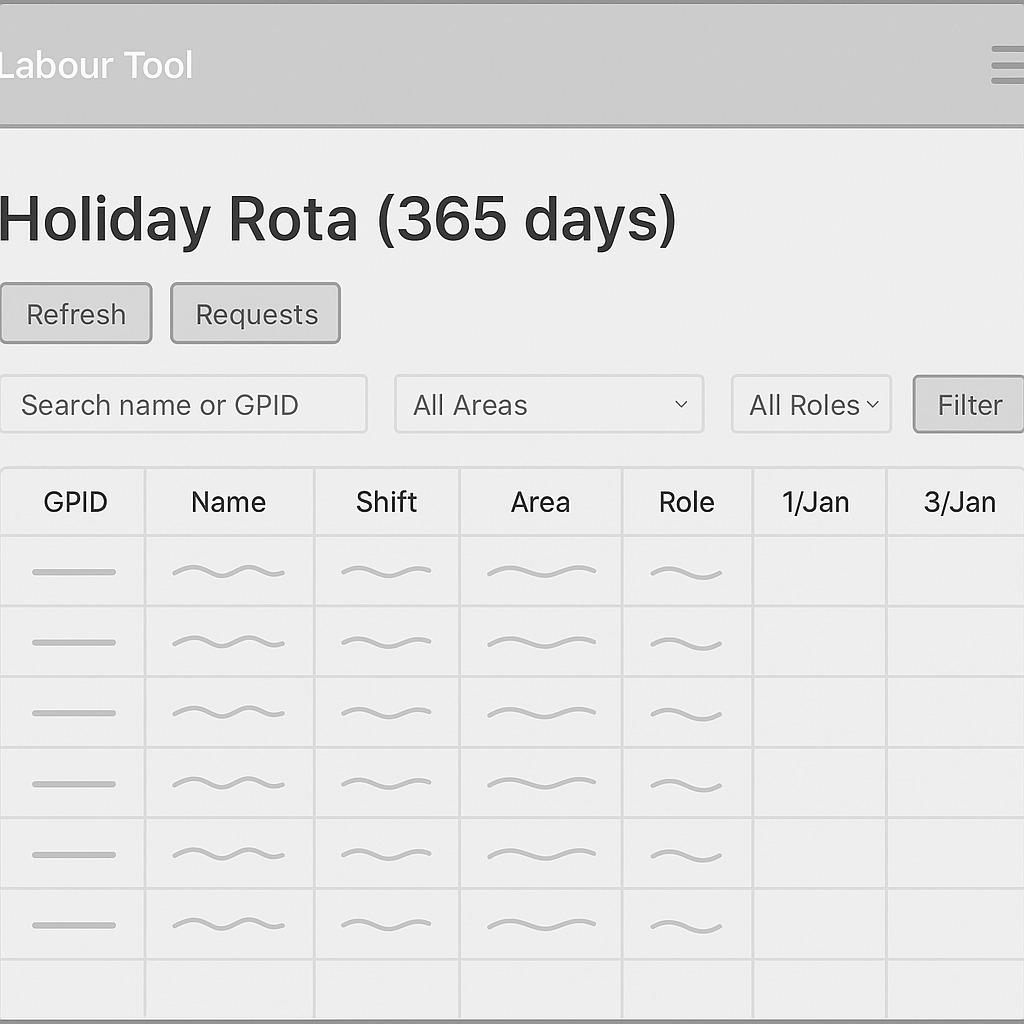 Labour Tool
Holiday Rota (365 days)
Refresh Requests
Search name or GPID All Areas All Roles Filter
GPID Name Shift Area Role 1/Jan 3/Jan